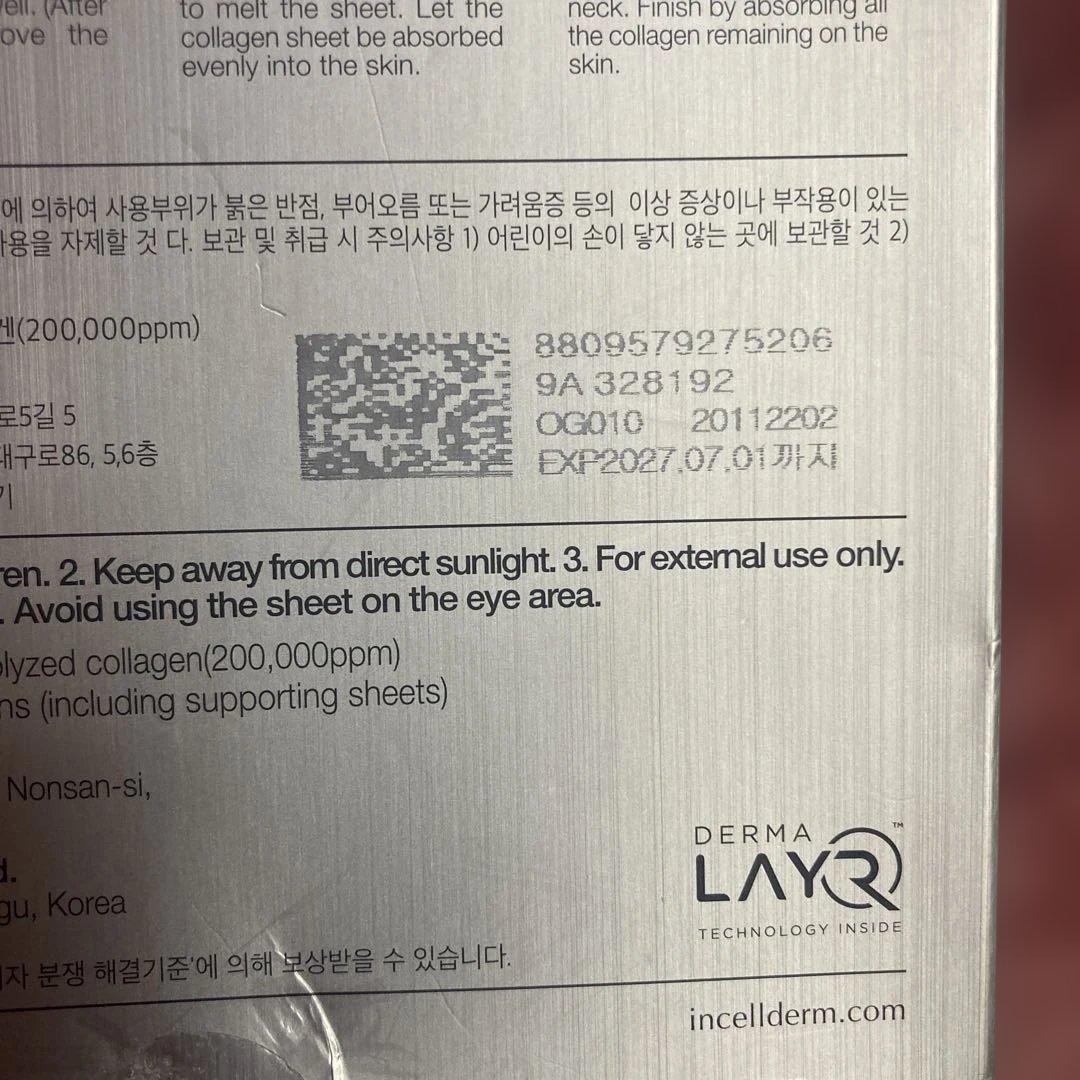 to melt the sheet. Let the
ove the collagen sheet be absorbed
evenly into the skin.
neck. Finish by absorbing all
the collagen remaining on the
skin.
에 의하여 사용부위가 붉은 반점, 부어오름 또는 가려움증 등의 이상 증상이나 부작용이 있는
사용을 자제할 것 다. 보관 및 취급 시 주의사항 1) 어린이의 손이 닿지 않는 곳에 보관할 것 2)
겐(200,000ppm)
로5길 5
대구로86, 5,6층
기
8809579275206
9A 328192
OG010 20112202
EXP2027.07.01까지
ren. 2. Keep away from direct sunlight. 3. For external use only.
. Avoid using the sheet on the eye area.
lyzed collagen(200,000ppm)
ns (including supporting sheets)
Nonsan-si,
d.
gu, Korea
DERMA
LAYR
TM
TECHNOLOGY INSIDE
자 분쟁 해결기준'에 의해 보상받을 수 있습니다.
incellderm.com